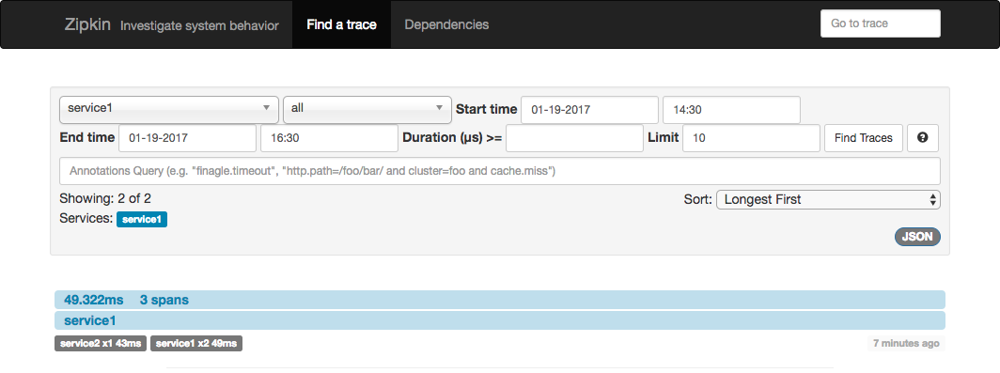 Zipkin Investigate system behavior Find a trace Dependencies Go to trace
service1 all Start time 01-19-2017 14:30
End time 01-19-2017 16:30 Duration (μs) >= Limit 10 Find Traces ?
Annotations Query (e.g. "finagle.timeout", "http.path=/foo/bar/ and cluster=foo and cache.miss")
Showing: 2 of 2 Sort: Longest First
Services: service1
JSON
49.322ms 3 spans
service1
service2 x1 43ms service1 x2 49ms 7 minutes ago